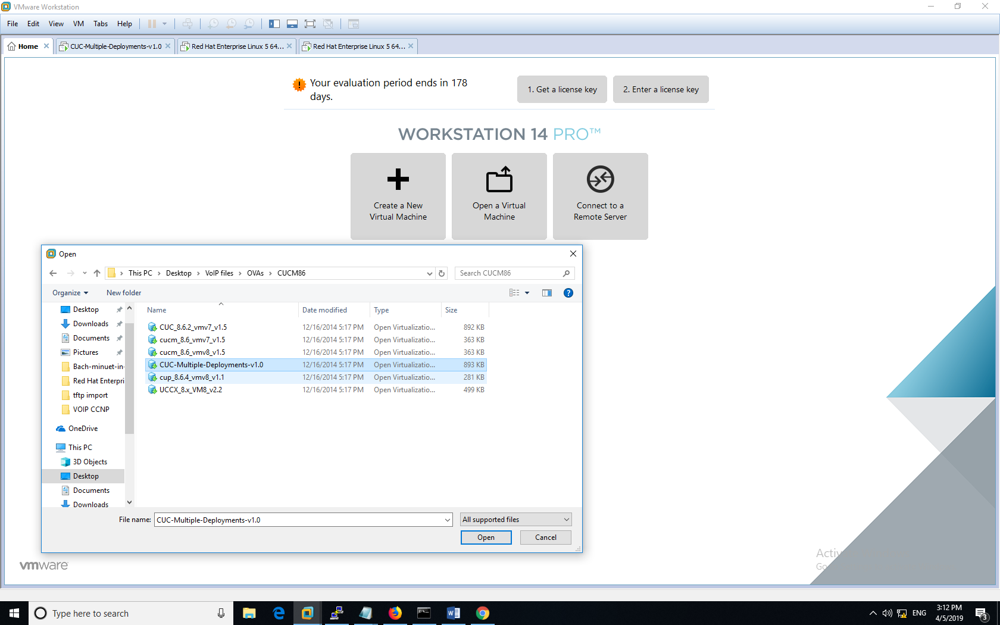 VMware Workstation
File Edit View VM Tabs Help
Home CUC-Multiple-Deployments-v1.0 Red Hat Enterprise Linux 5 64... Red Hat Enterprise Linux 5 64...
Your evaluation period ends in 178
days.
1. Get a license key 2. Enter a license key
WORKSTATION 14 PRO™
Create a New
Virtual Machine
Open a Virtual
Machine
Connect to a
Remote Server
Open
This PC › Desktop › VoIP files › OVAs › CUCM86
Search CUCM86
Organize New folder
Name Date modified Type Size
CUC_8.6.2_vmv7_v1.5 12/16/2014 5:17 PM Open Virtualizatio... 892 KB
cucm_8.6_vmv7_v1.5 12/16/2014 5:17 PM Open Virtualizatio... 363 KB
cucm_8.6_vmv8_v1.5 12/16/2014 5:17 PM Open Virtualizatio... 363 KB
CUC-Multiple-Deployments-v1.0 12/16/2014 5:17 PM Open Virtualizatio... 893 KB
cup_8.6.4_vmv8_v1.1 12/16/2014 5:17 PM Open Virtualizatio... 281 KB
UCCX_8.x_VM8_v2.2 12/16/2014 5:17 PM Open Virtualizatio... 499 KB
Desktop
Downloads
Documents
Pictures
Bach-minuet-in-
Red Hat Enterpri
tftp import
VOIP CCNP
OneDrive
This PC
3D Objects
Desktop
Documents
Downloads
File name: CUC-Multiple-Deployments-v1.0 All supported files
Open Cancel
vmware
Activ
Go
Type here to search
ENG
3:12 PM
4/5/2019
3